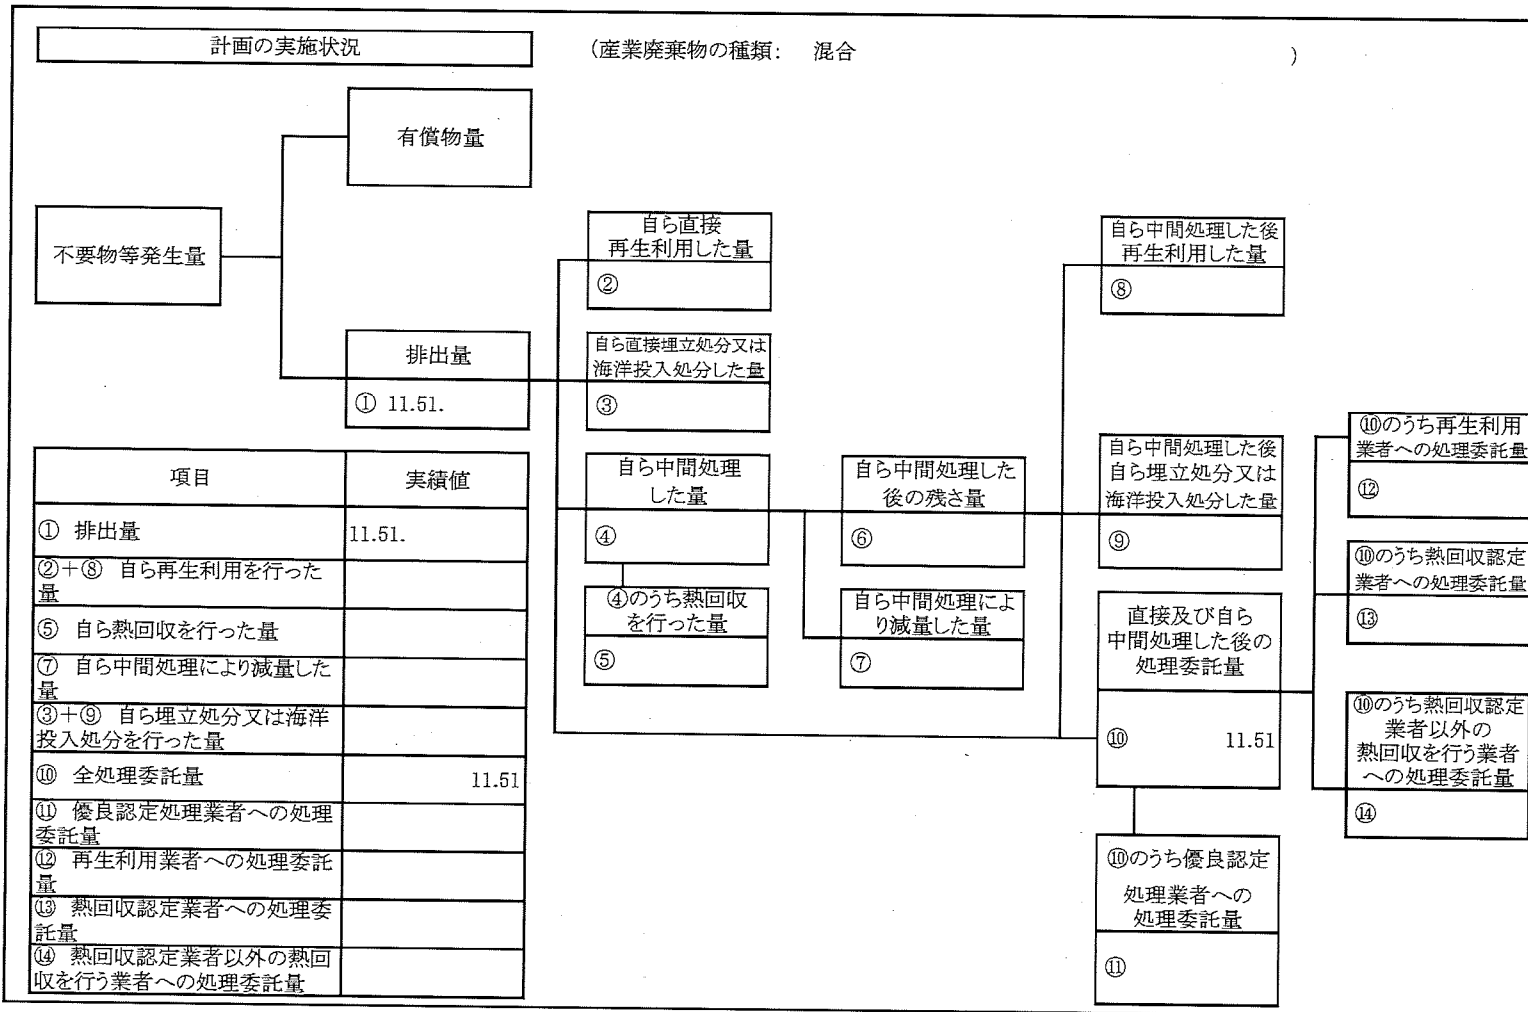 計画の実施状況
(産業廃棄物の種類： 混合 )
有償物量
不要物等発生量
排出量
① 11.51.
自ら直接
再生利用した量
②
自ら直接埋立処分又は
海洋投入処分した量
③
自ら中間処理
した量
④
④のうち熱回収
を行った量
⑤
自ら中間処理した
後の残さ量
⑥
自ら中間処理によ
り減量した量
⑦
自ら中間処理した後
再生利用した量
⑧
自ら中間処理した後
自ら埋立処分又は
海洋投入処分した量
⑨
直接及び自ら
中間処理した後の
処理委託量
⑩ 11.51
⑩のうち優良認定
処理業者への
処理委託量
⑪
⑩のうち再生利用
業者への処理委託量
⑫
⑩のうち熱回収認定
業者への処理委託量
⑬
⑩のうち熱回収認定
業者以外の
熱回収を行う業者
への処理委託量
⑭
項目 実績値
① 排出量 11.51.
②＋⑧ 自ら再生利用を行った
量
⑤ 自ら熱回収を行った量
⑦ 自ら中間処理により減量した
量
③＋⑨ 自ら埋立処分又は海洋
投入処分を行った量
⑩ 全処理委託量 11.51
⑪ 優良認定処理業者への処理
委託量
⑫ 再生利用業者への処理委託
量
⑬ 熱回収認定業者への処理委
託量
⑭ 熱回収認定業者以外の熱回
収を行う業者への処理委託量